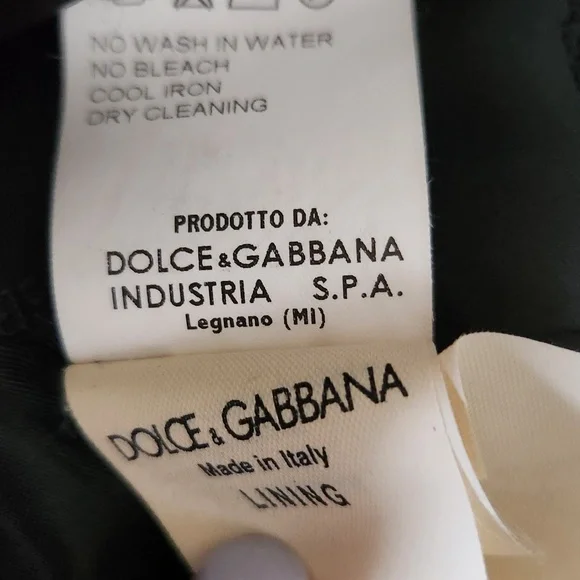 NO WASH IN WATER
NO BLEACH
COOL IRON
DRY CLEANING
PRODOTTO DA:
DOLCE&GABBANA
INDUSTRIA S.P.A.
Legnano (MI)
DOLCE&GABBANA
Made in Italy
LINING